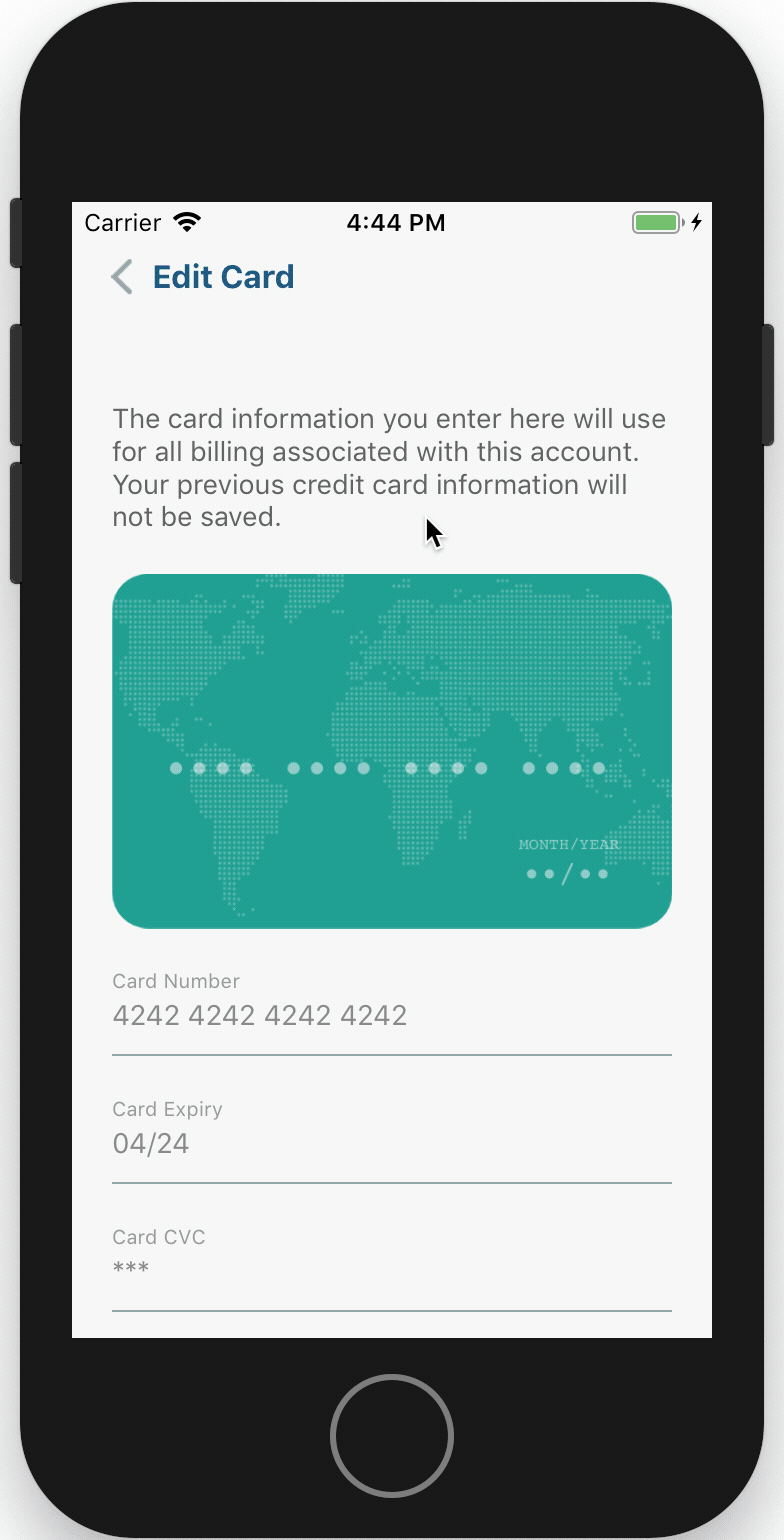 Carrier 4:44 PM
Edit Card
The card information you enter here will use
for all billing associated with this account.
Your previous credit card information will
not be saved.
•••• •••• •••• ••••
MONTH/YEAR
••/••
Card Number
4242 4242 4242 4242
Card Expiry
04/24
Card CVC
***